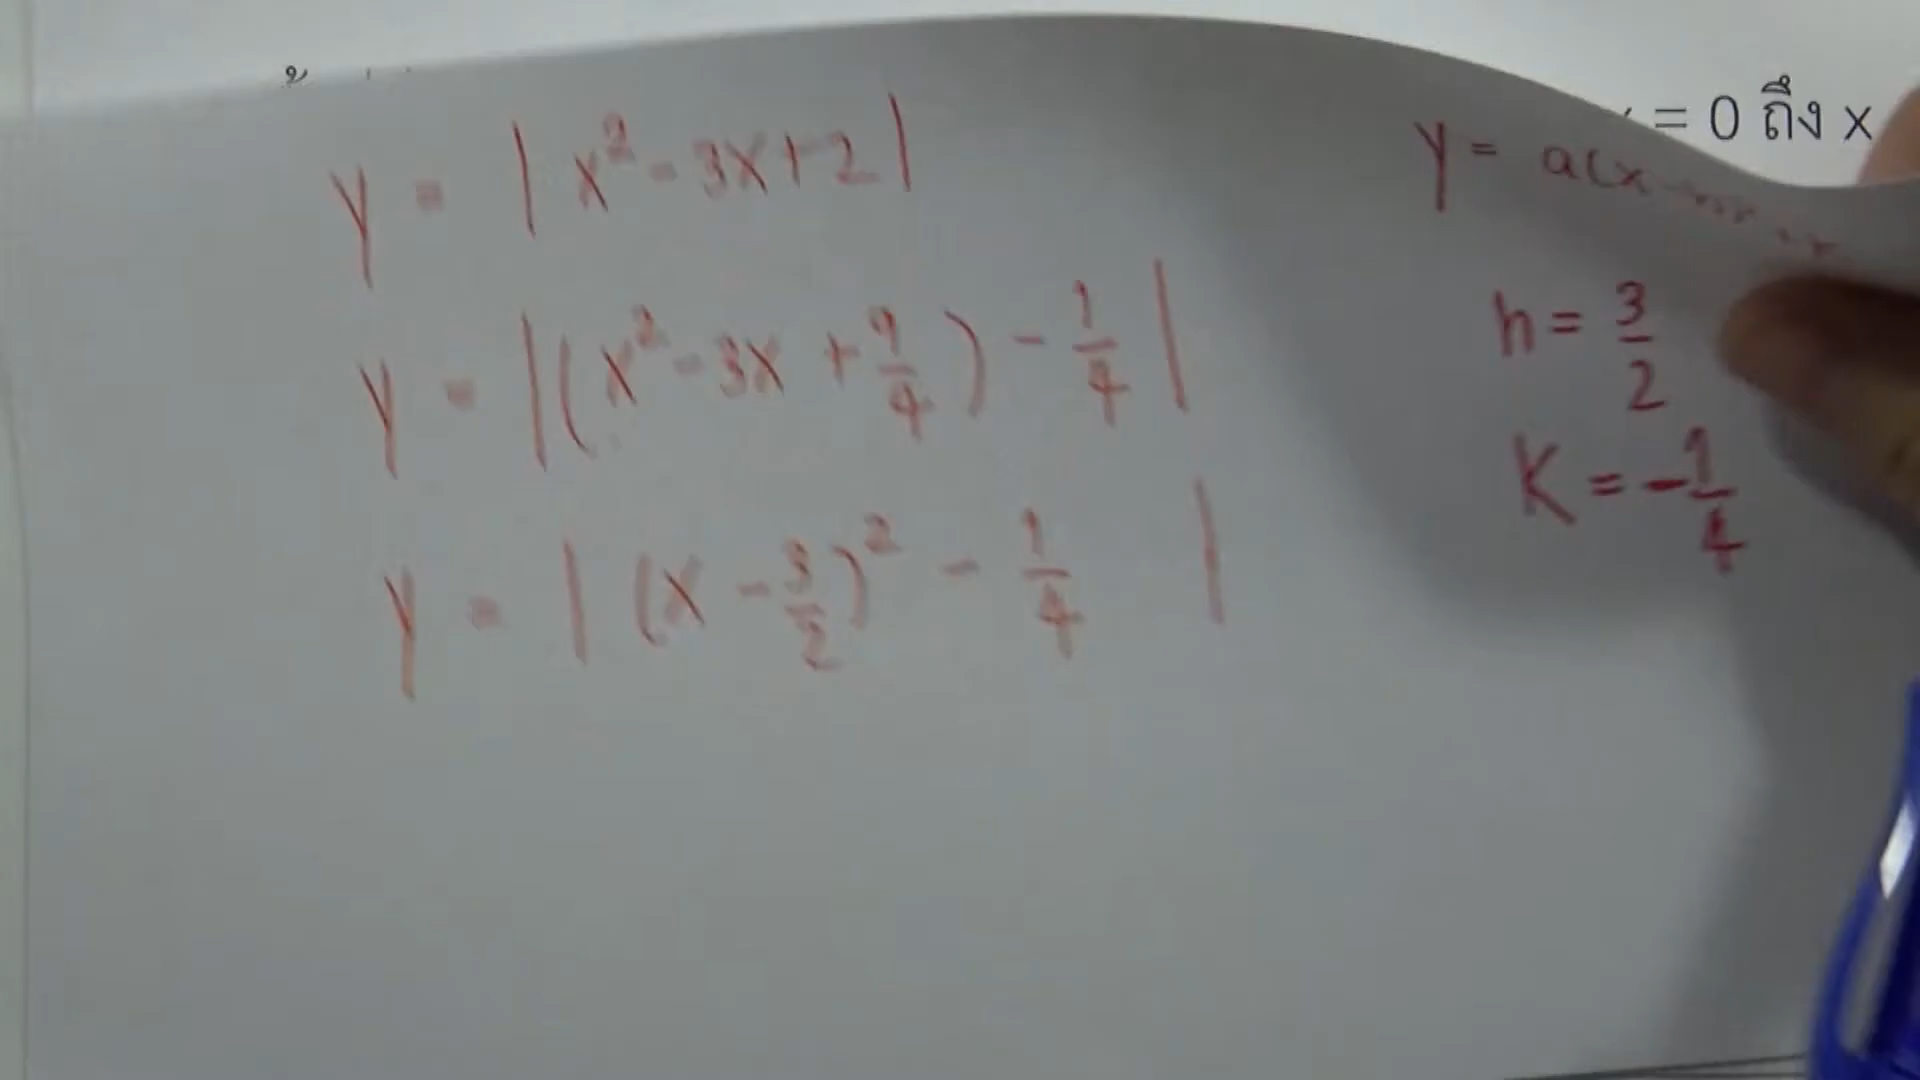 = 0 ถึง x
y = | x² - 3x + 2 |
y = a(x
y = | (x² - 3x + 9/4) - 1/4 |
h = 3/2
K = -1/4
y = | (x - 3/2)² - 1/4 |